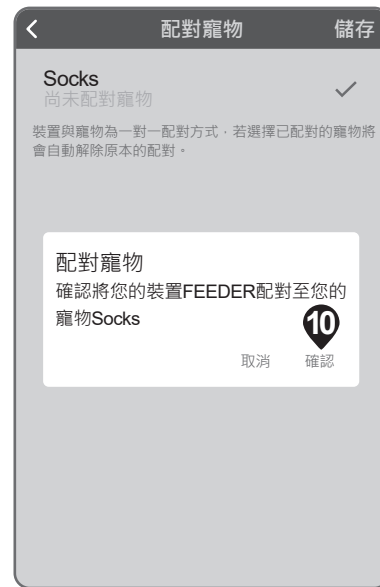 配對寵物 儲存
Socks
尚未配對寵物
裝置與寵物為一對一配對方式，若選擇已配對的寵物將
會自動解除原本的配對。
配對寵物
確認將您的裝置FEEDER配對至您的
寵物Socks
10
取消 確認